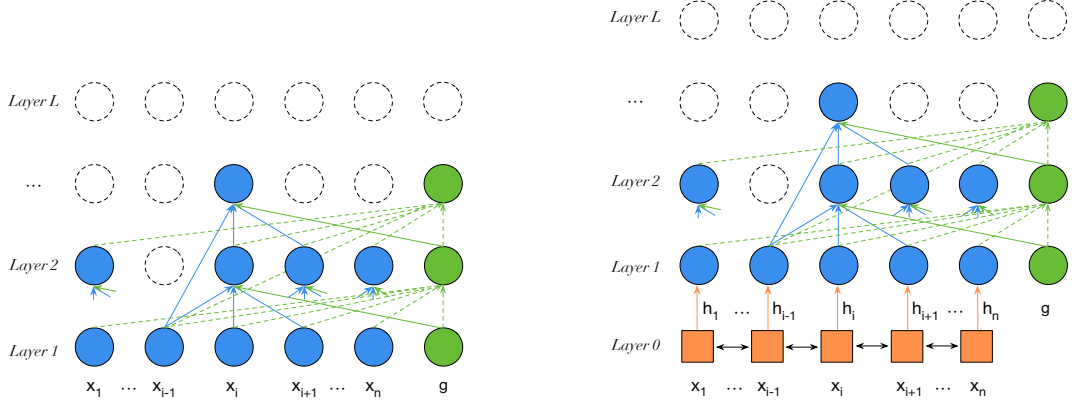 Layer L
...
Layer 2
Layer 1
x1 ... xi-1 xi xi+1 ... xn g
Layer L
...
Layer 2
Layer 1
h1 ... hi-1 hi hi+1 ... hn g
Layer 0
x1 ... xi-1 xi xi+1 ... xn